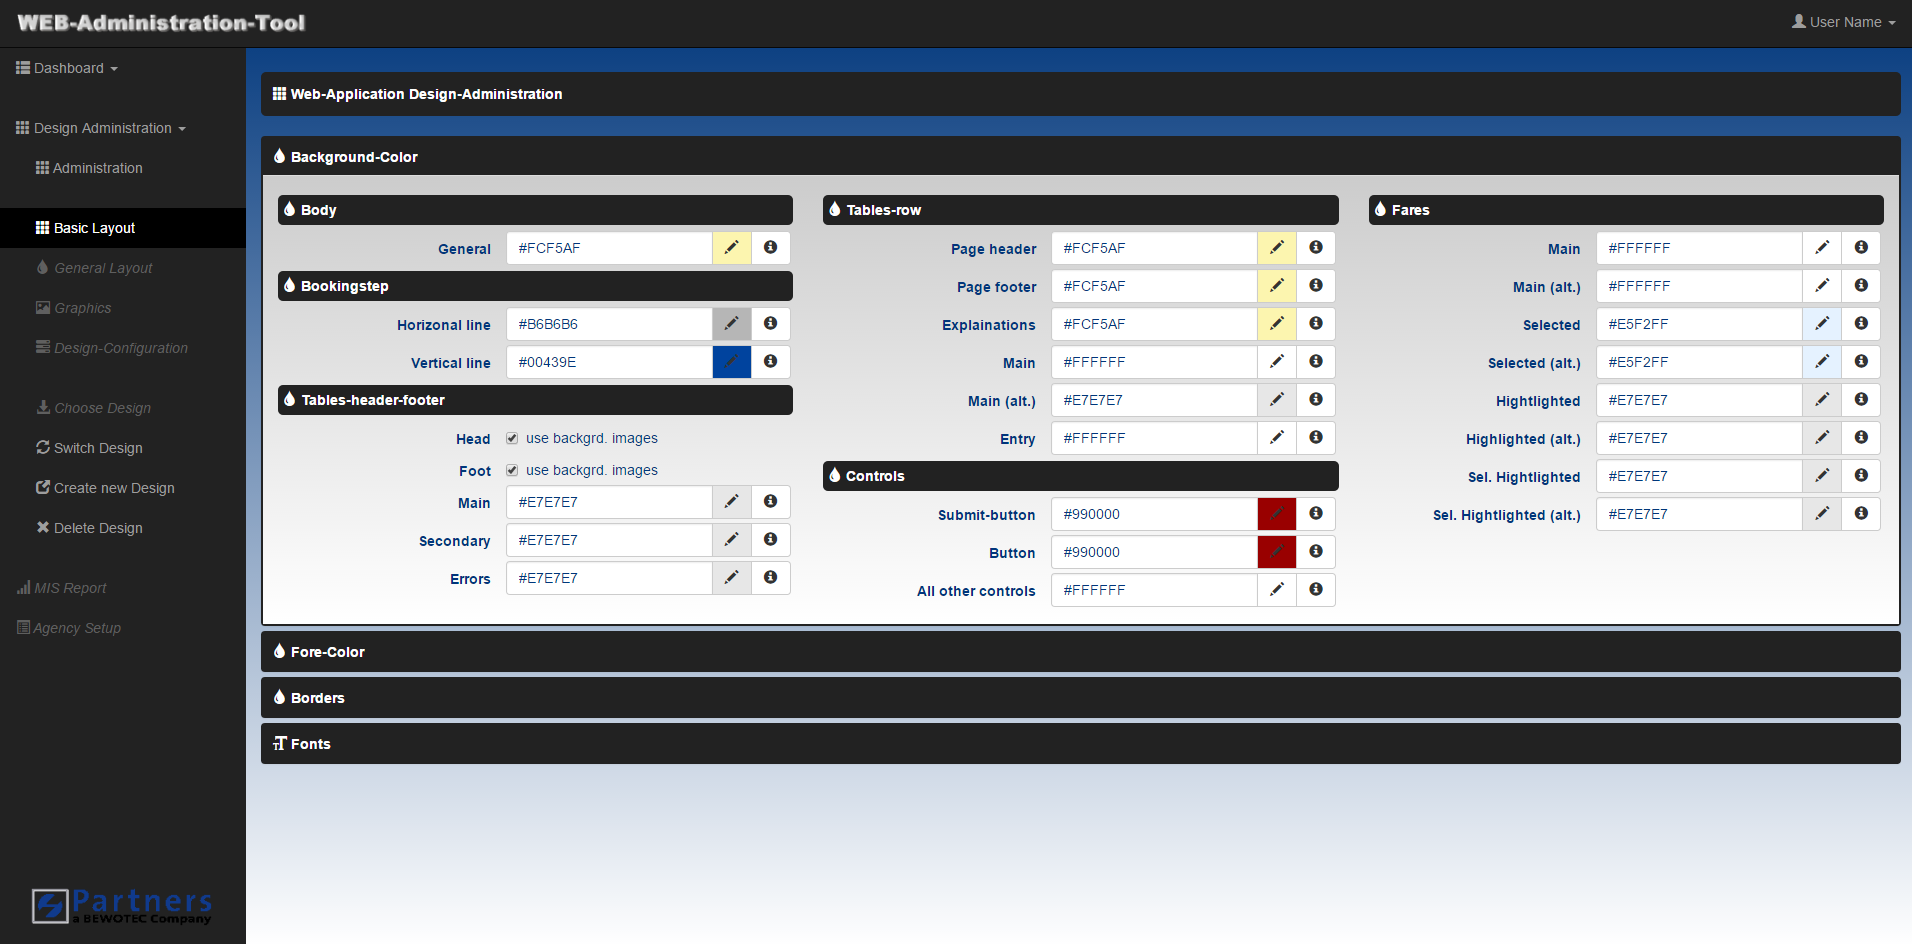 WEB-Administration-Tool
User Name
Dashboard
Design Administration
Administration
Basic Layout
General Layout
Graphics
Design-Configuration
Choose Design
Switch Design
Create new Design
Delete Design
MIS Report
Agency Setup
Partners
a BEWOTEC Company
Web-Application Design-Administration
Background-Color
Body
General #FCF5AF
Bookingstep
Horizonal line #B6B6B6
Vertical line #00439E
Tables-header-footer
Head use backgrd. images
Foot use backgrd. images
Main #E7E7E7
Secondary #E7E7E7
Errors #E7E7E7
Tables-row
Page header #FCF5AF
Page footer #FCF5AF
Explainations #FCF5AF
Main #FFFFFF
Main (alt.) #E7E7E7
Entry #FFFFFF
Controls
Submit-button #990000
Button #990000
All other controls #FFFFFF
Fares
Main #FFFFFF
Main (alt.) #FFFFFF
Selected #E5F2FF
Selected (alt.) #E5F2FF
Hightlighted #E7E7E7
Highlighted (alt.) #E7E7E7
Sel. Hightlighted #E7E7E7
Sel. Hightlighted (alt.) #E7E7E7
Fore-Color
Borders
Fonts